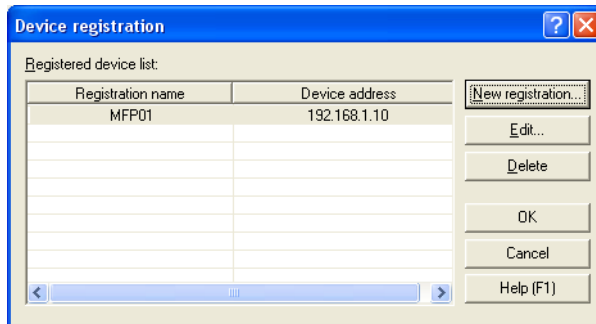 Device registration
Registered device list:
Registration name Device address
MFP01 192.168.1.10
New registration...
Edit...
Delete
OK
Cancel
Help (F1)